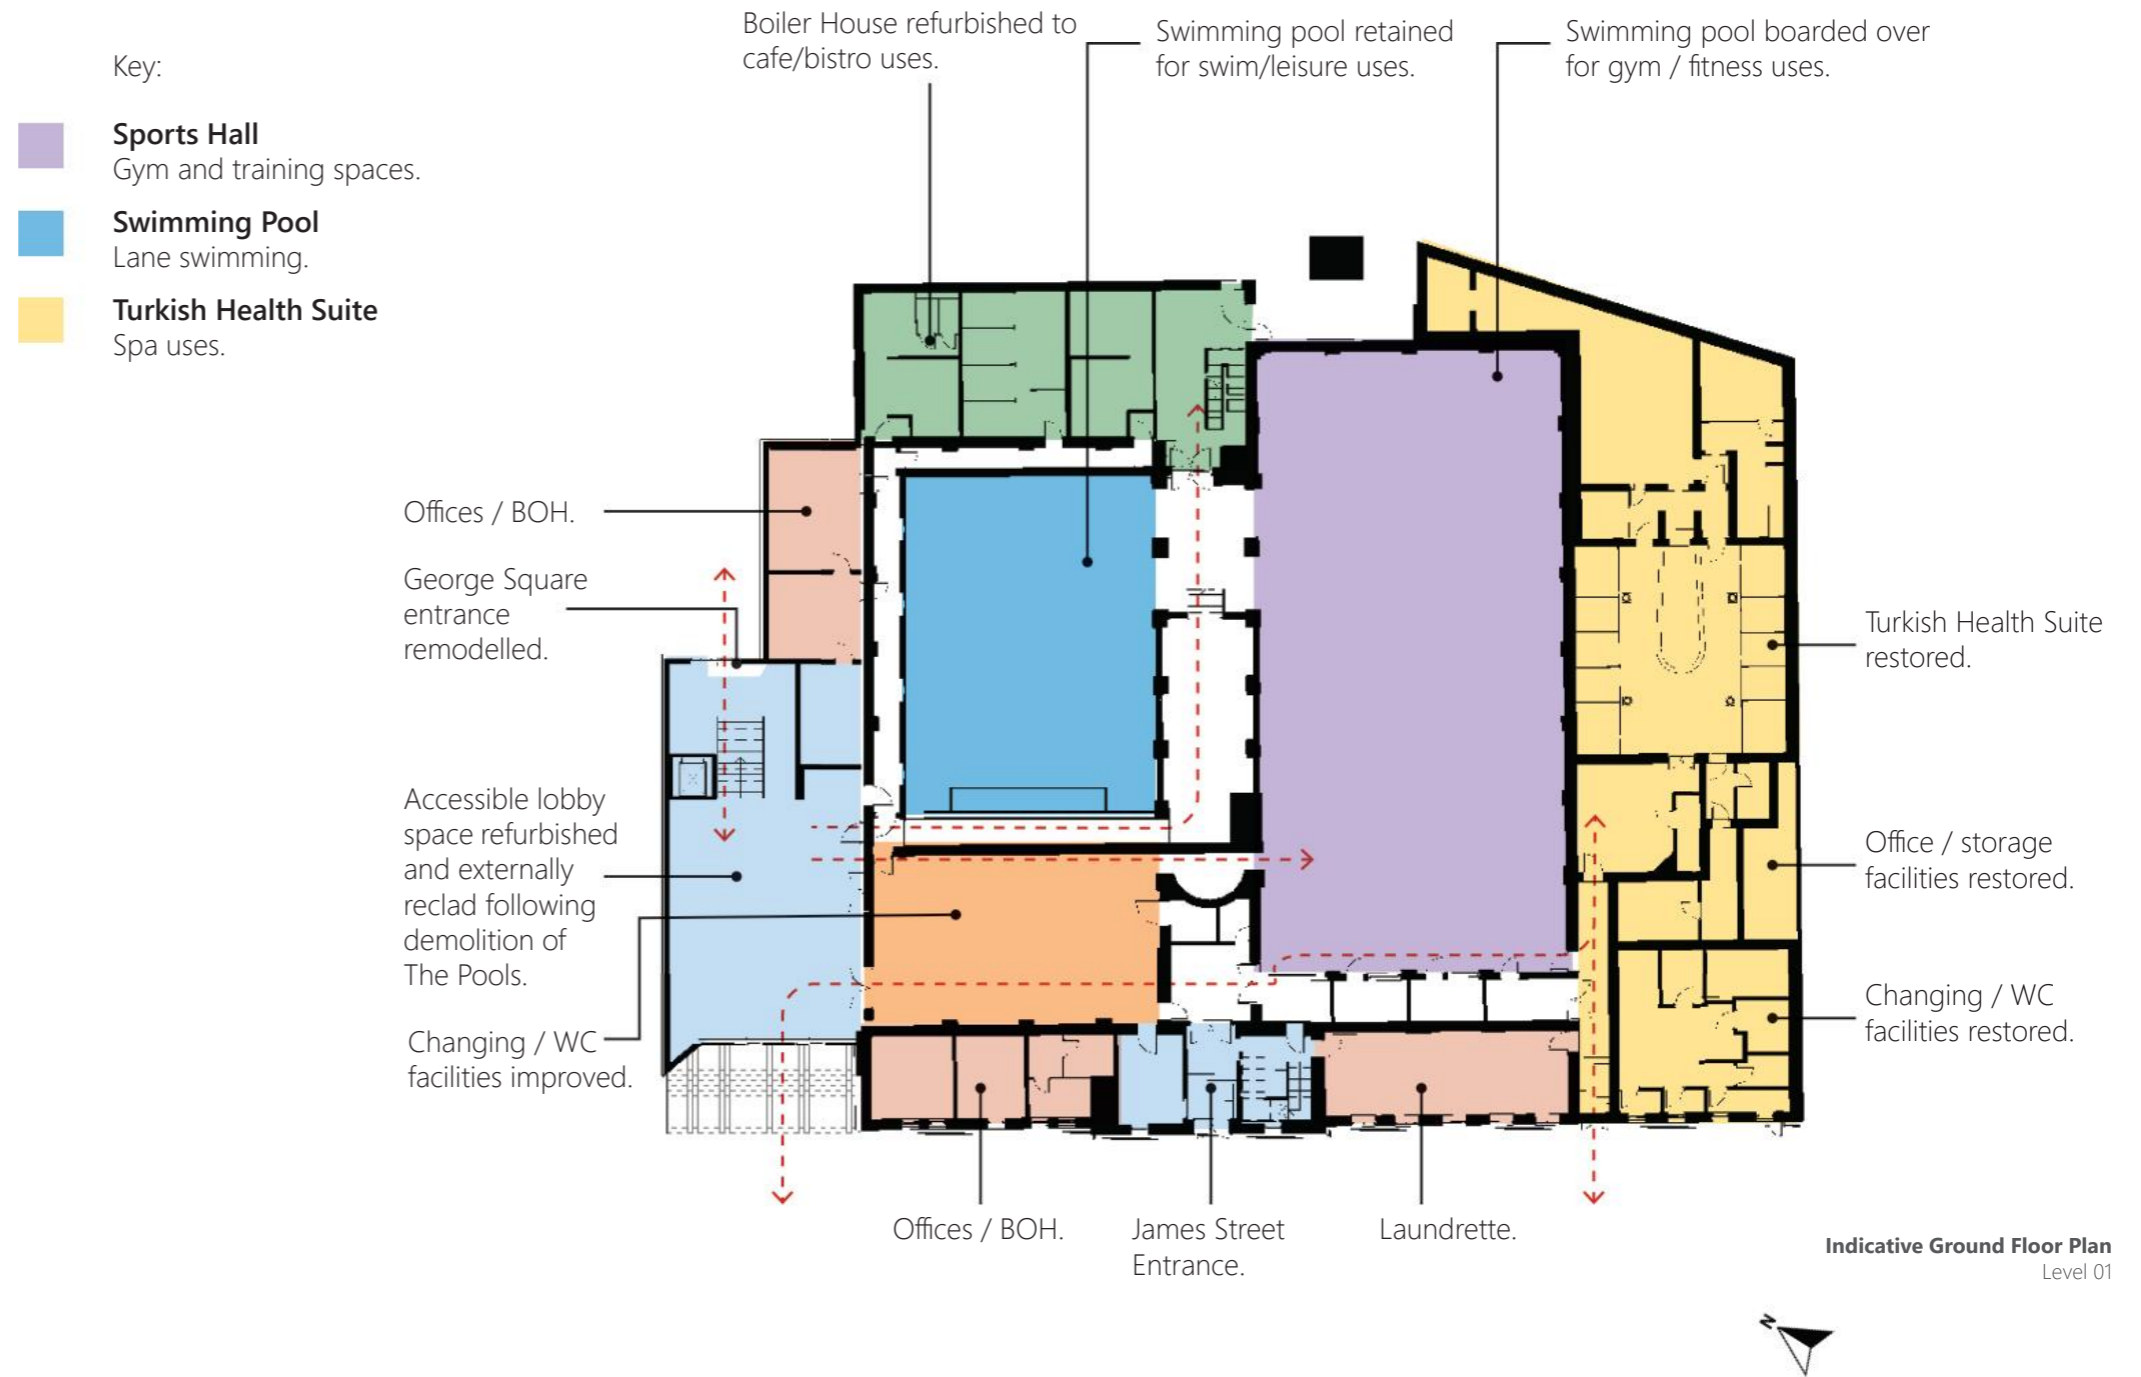 Key:
Sports Hall
Gym and training spaces.
Swimming Pool
Lane swimming.
Turkish Health Suite
Spa uses.
Boiler House refurbished to
cafe/bistro uses.
Swimming pool retained
for swim/leisure uses.
Swimming pool boarded over
for gym / fitness uses.
Offices / BOH.
George Square
entrance
remodelled.
Accessible lobby
space refurbished
and externally
reclad following
demolition of
The Pools.
Changing / WC
facilities improved.
Turkish Health Suite
restored.
Office / storage
facilities restored.
Changing / WC
facilities restored.
Offices / BOH.
James Street
Entrance.
Laundrette.
Indicative Ground Floor Plan
Level 01
N